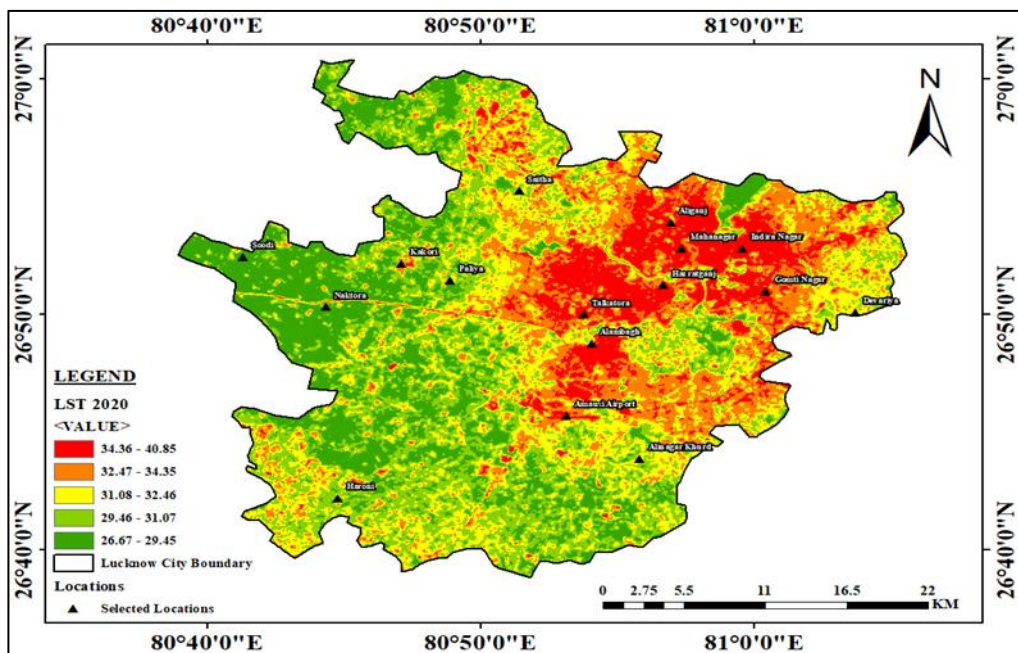 80°40'0"E 80°50'0"E 81°0'0"E
27°0'0"N 27°0'0"N
N
Saitha
Aliganj
Mahanagar Indira Nagar
Soodi
Kakori
Paliya
Hazratganj
Gomti Nagar
Naktora
Devariya
26°50'0"N 26°50'0"N
Talkatora
Alambagh
LEGEND
LST 2020
<VALUE>
Amausi Airport
34.36 - 40.85
32.47 - 34.35
Alinagar Khurd
31.08 - 32.46
29.46 - 31.07
Haroni
26.67 - 29.45
26°40'0"N 26°40'0"N
Lucknow City Boundary
Locations
Selected Locations
0 2.75 5.5 11 16.5 22
KM
80°40'0"E 80°50'0"E 81°0'0"E